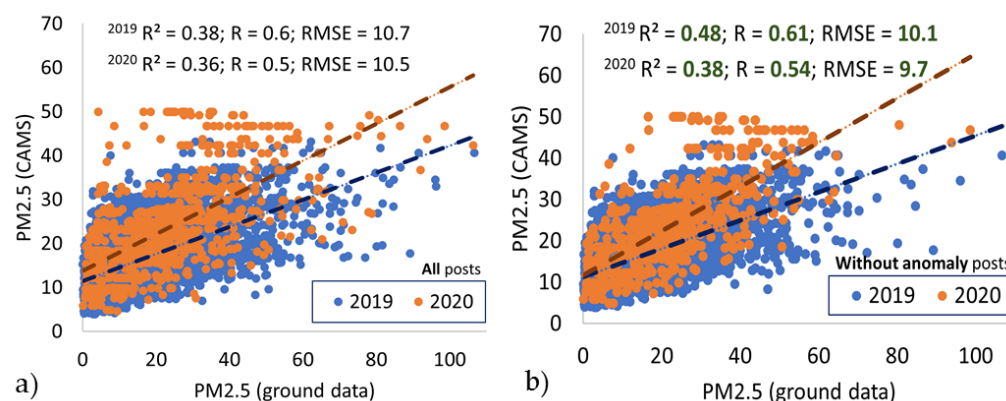 70
60
50
40
30
20
10
0
PM2.5 (CAMS)
2019 R² = 0.38; R = 0.6; RMSE = 10.7
2020 R² = 0.36; R = 0.5; RMSE = 10.5
All posts
2019 2020
0 20 40 60 80 100
PM2.5 (ground data)
a)
70
60
50
40
30
20
10
0
PM2.5 (CAMS)
2019 R² = 0.48; R = 0.61; RMSE = 10.1
2020 R² = 0.38; R = 0.54; RMSE = 9.7
Without anomaly posts
2019 2020
0 20 40 60 80 100
PM2.5 (ground data)
b)